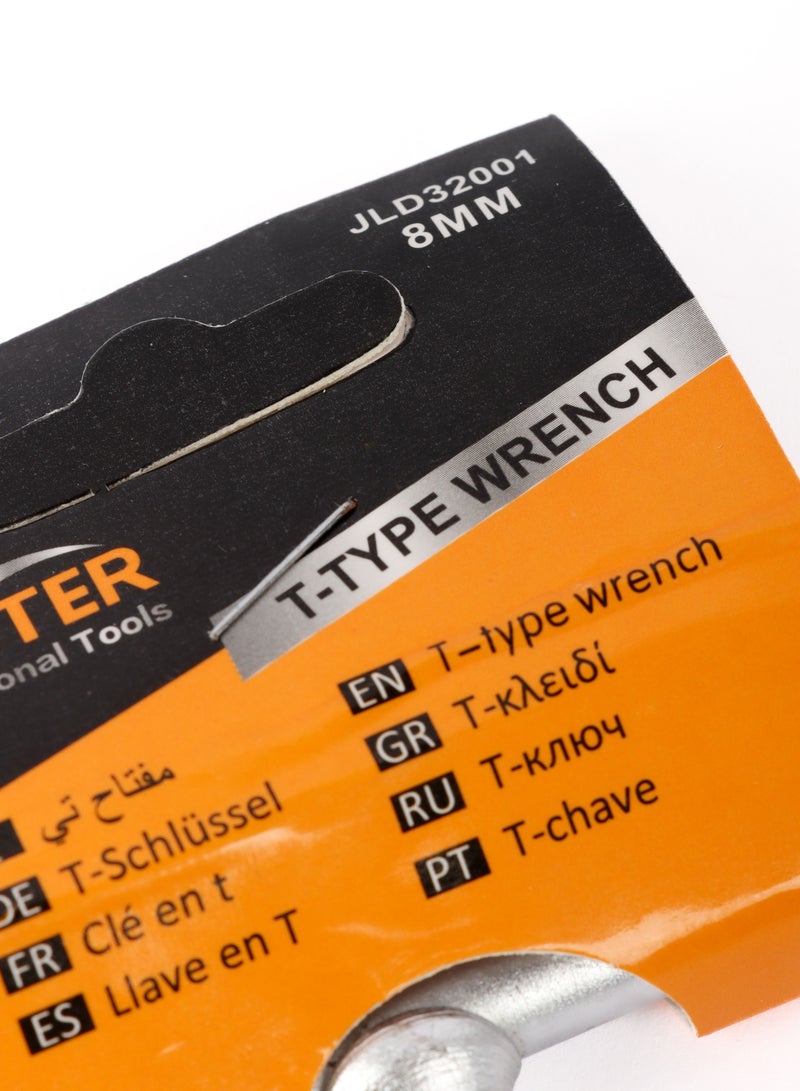 JLD32001
8MM
T-TYPE WRENCH
TER
onal Tools
EN T-type wrench
GR Τ-κλειδί
RU Т-ключ
PT T-chave
مفتاح تي
DE T-Schlüssel
FR Clé en t
ES Llave en T